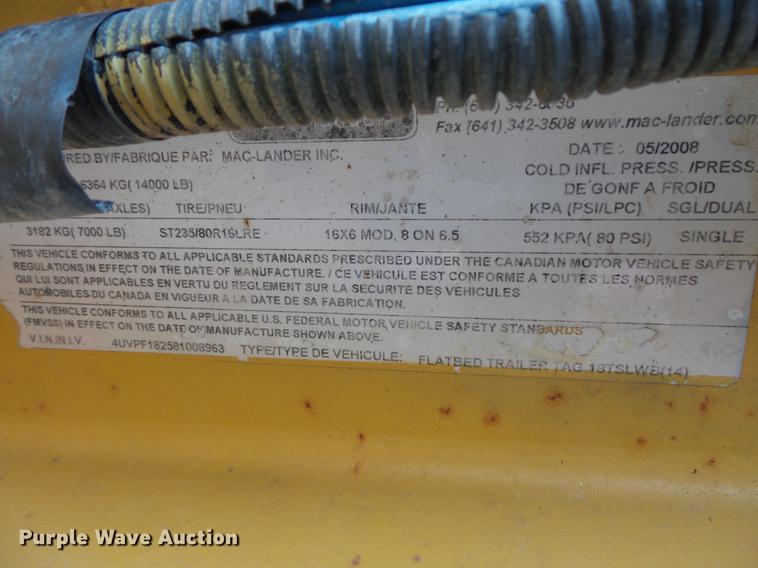 Fax (641) 342-3508 www.mac-lander.com
URED BY/FABRIQUE PAR: MAC-LANDER INC.
DATE: 05/2008
6364 KG( 14000 LB)
COLD INFL. PRESS. /PRESS.
DE GONF A FROID
AXLES) TIRE/PNEU RIM/JANTE KPA (PSI/LPC) SGL/DUAL
3182 KG( 7000 LB) ST235/80R16LRE 16X6 MOD, 8 ON 6.5 552 KPA( 80 PSI) SINGLE
THIS VEHICLE CONFORMS TO ALL APPLICABLE STANDARDS PRESCRIBED UNDER THE CANADIAN MOTOR VEHICLE SAFETY
REGULATIONS IN EFFECT ON THE DATE OF MANUFACTURE. / CE VEHICULE EST CONFORME A TOUTES LES NORMES
QUI LUI SONT APPLICABLES EN VERTU DU REGLEMENT SUR LA SECURITE DES VEHICULES
AUTOMOBILES DU CANADA EN VIGUEUR A LA DATE DE SA FABRICATION.
THIS VEHICLE CONFORMS TO ALL APPLICABLE U.S. FEDERAL MOTOR VEHICLE SAFETY STANDARDS
(FMVSS) IN EFFECT ON THE DATE OF MANUFACTURE SHOWN ABOVE.
V.I.N./N.I.V. 4UVPF182581008963 TYPE/TYPE DE VEHICULE: FLATBED TRAILER TAG 18TSLWB(14)
Purple Wave Auction